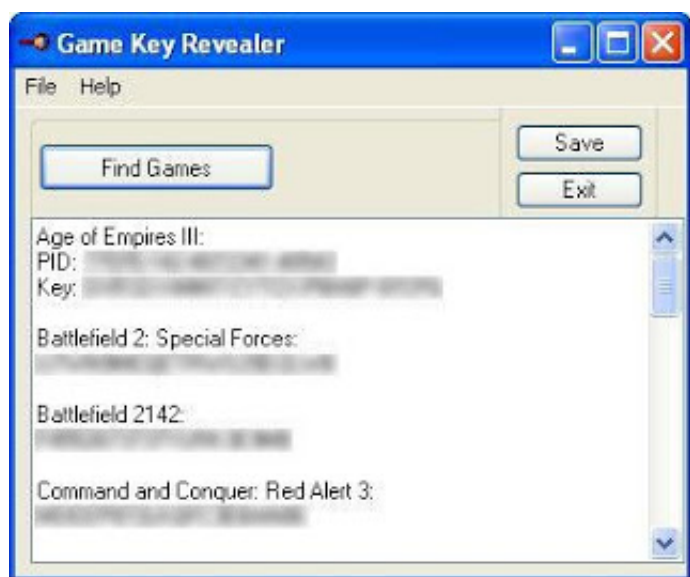 Game Key Revealer
File Help
Find Games
Save
Exit
Age of Empires III:
PID:
Key:
Battlefield 2: Special Forces:
Battlefield 2142:
Command and Conquer: Red Alert 3: